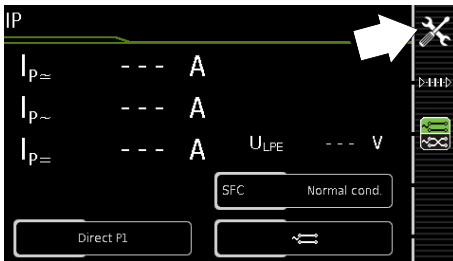 IP
IP≂ --- A
IP~ --- A
IP= --- A
ULPE --- V
SFC Normal cond.
Direct P1